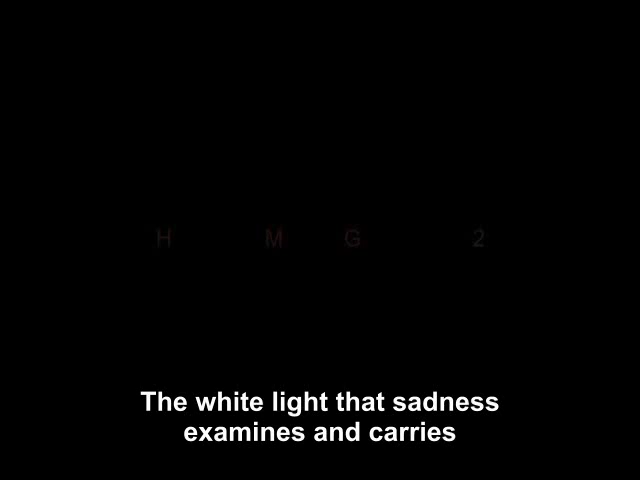 H M G 2
The white light that sadness
examines and carries